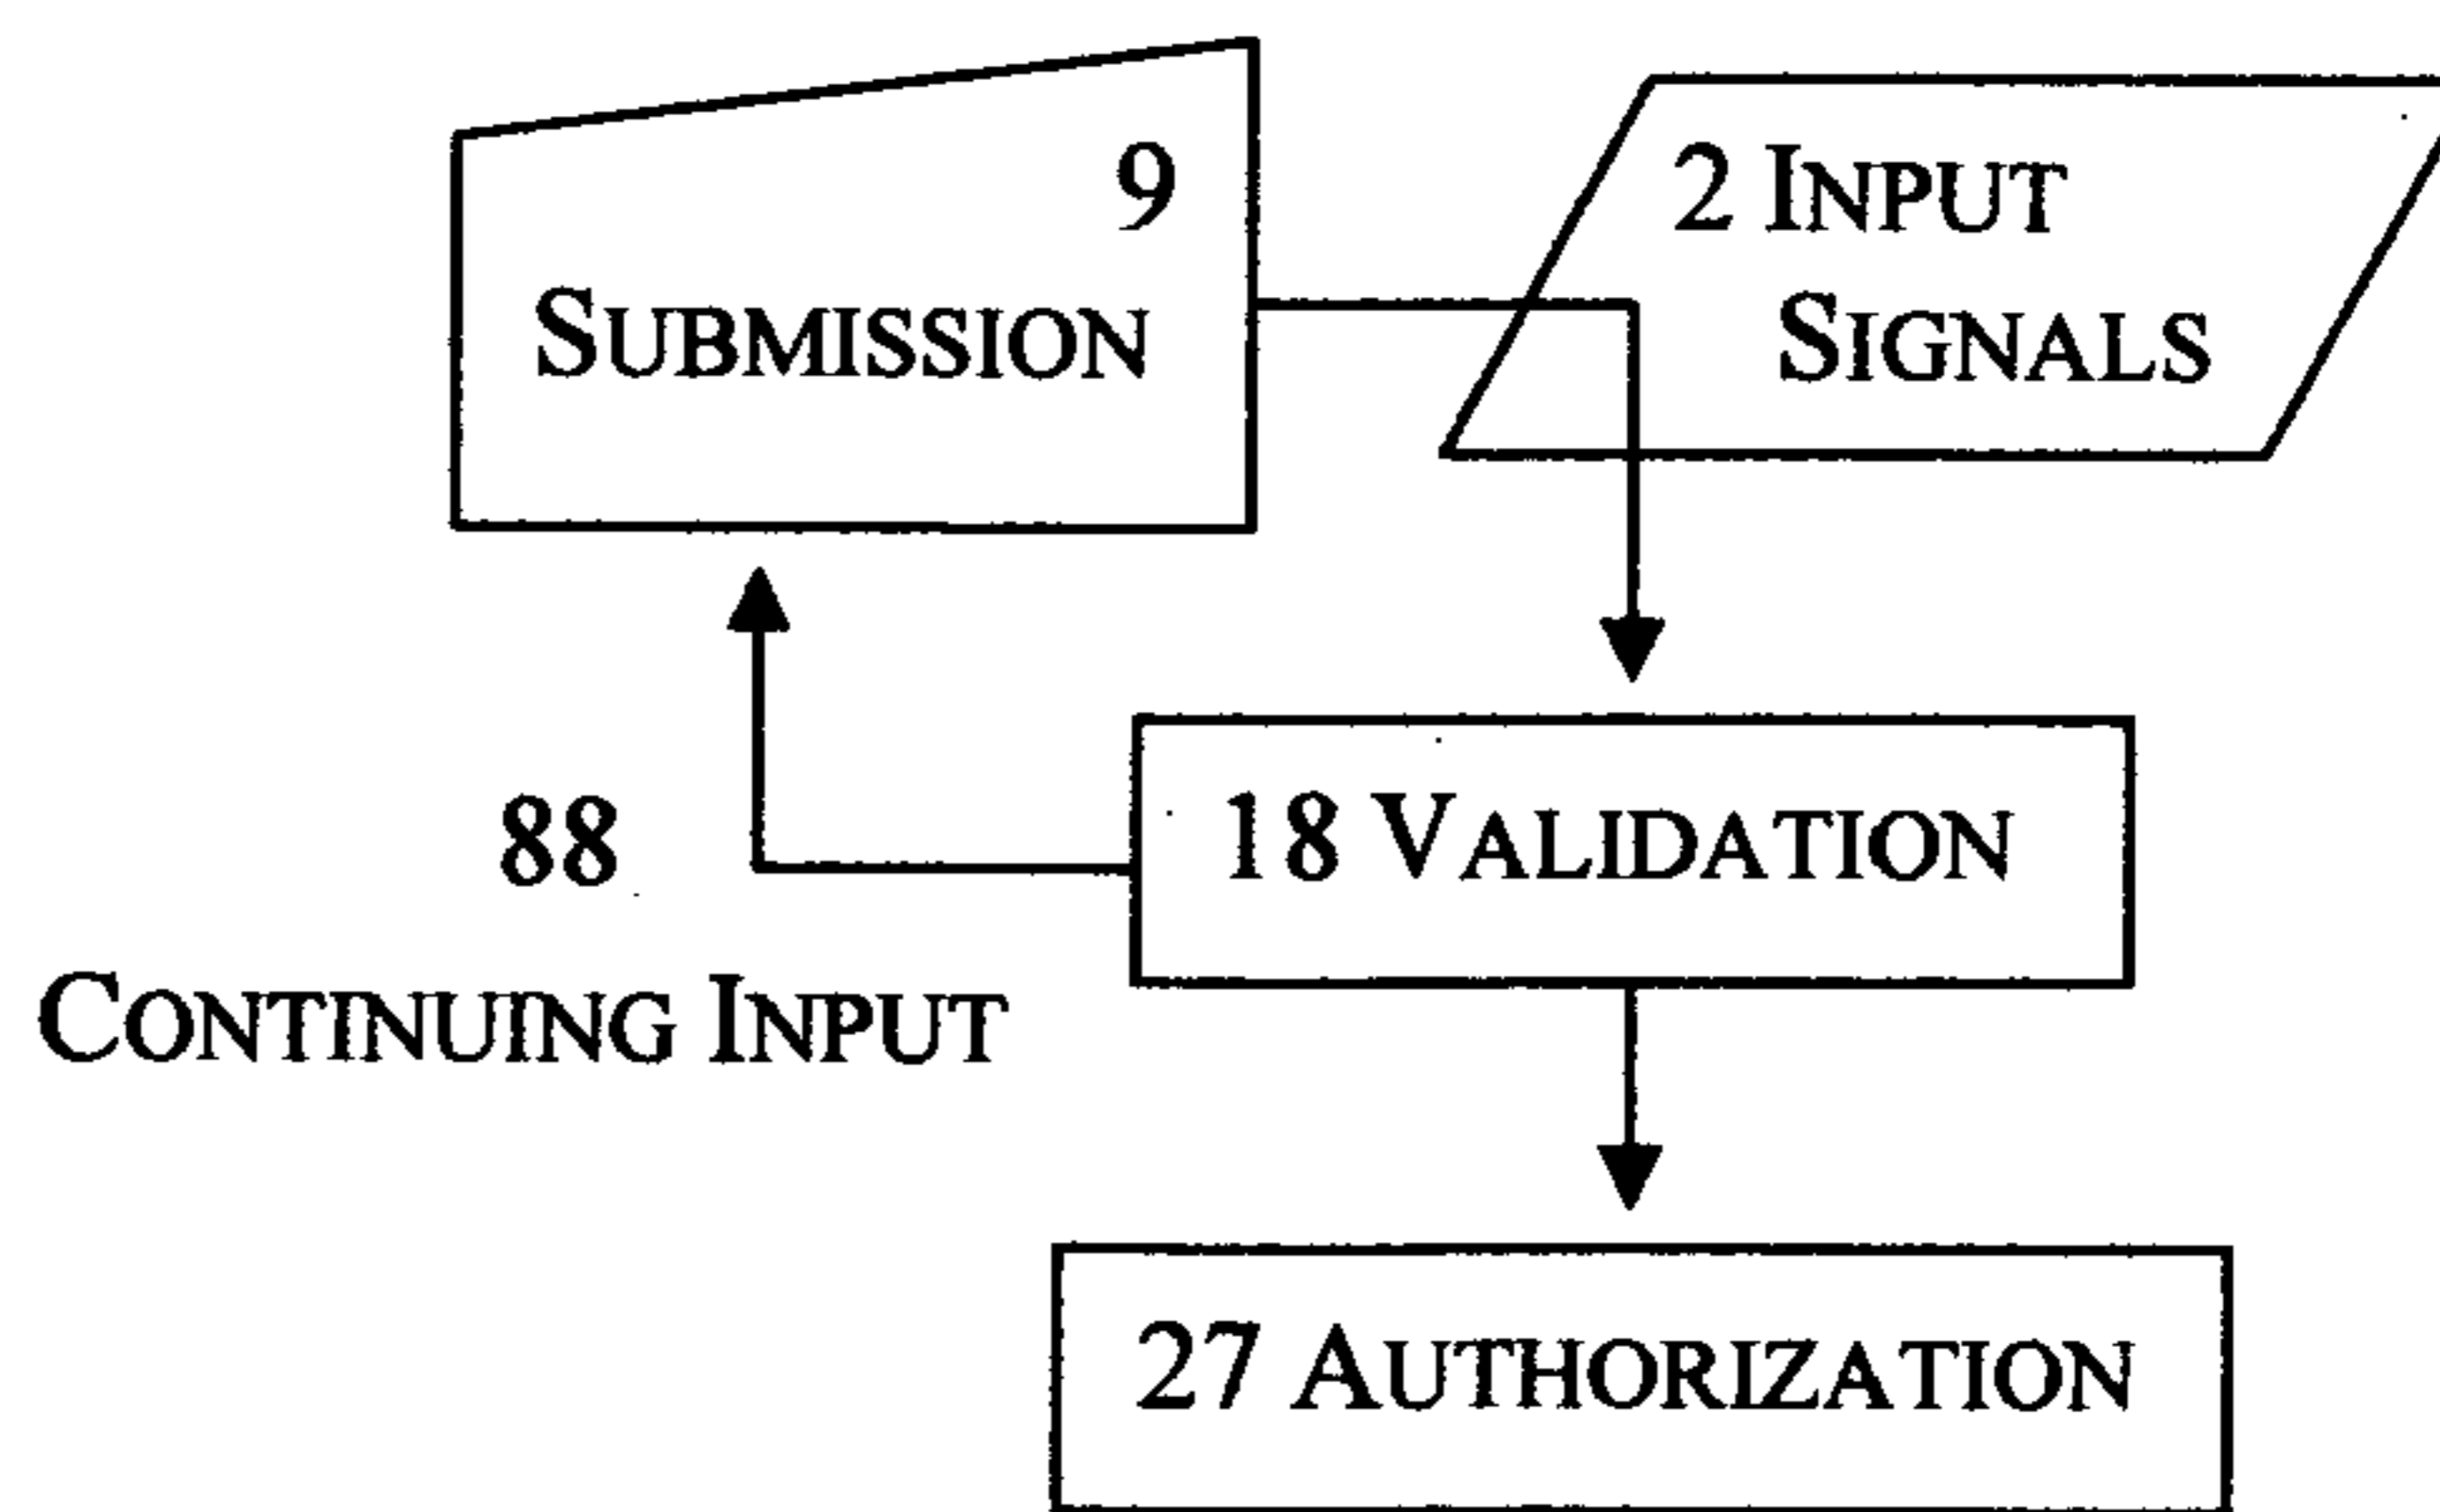 9
SUBMISSION
2 INPUT
SIGNALS
88
CONTINUING INPUT
18 VALIDATION
27 AUTHORIZATION